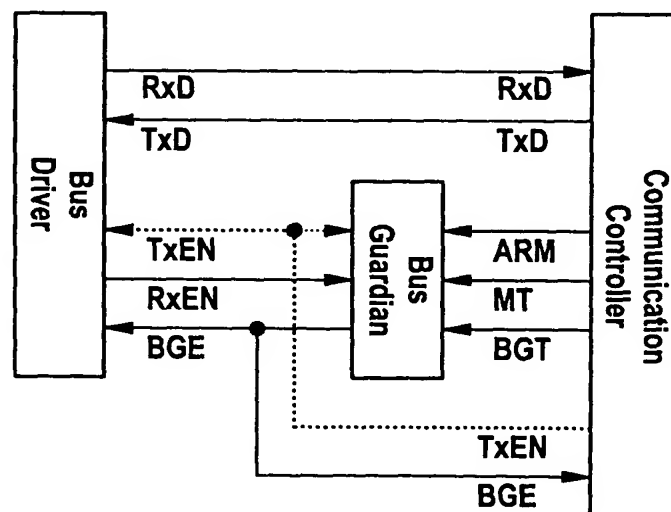 RxD RxD
TxD TxD
Bus
Driver
Communication
Controller
Bus
Guardian
TxEN
ARM
RxEN
MT
BGE
BGT
TxEN
BGE